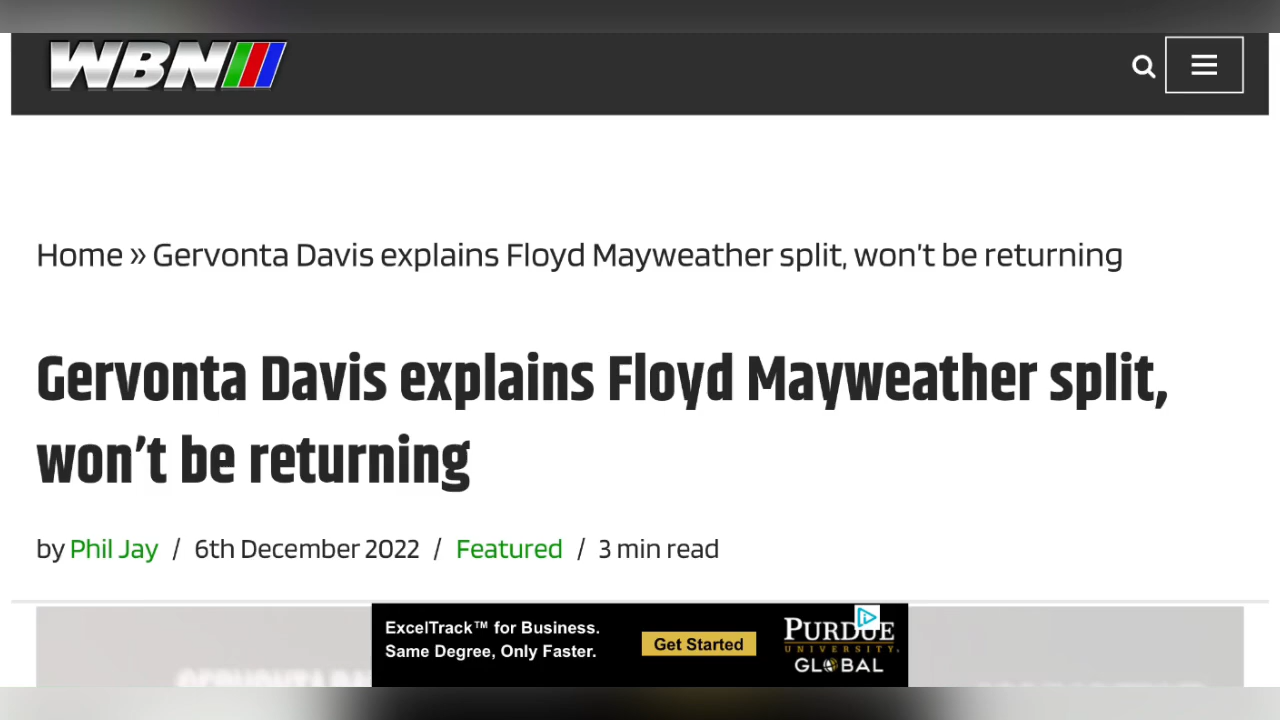 WBN
Home » Gervonta Davis explains Floyd Mayweather split, won't be returning
Gervonta Davis explains Floyd Mayweather split,
won’t be returning
by Phil Jay / 6th December 2022 / Featured / 3 min read
ExcelTrack™ for Business.
Same Degree, Only Faster.
Get Started
PURDUE
UNIVERSITY.
GLOBAL